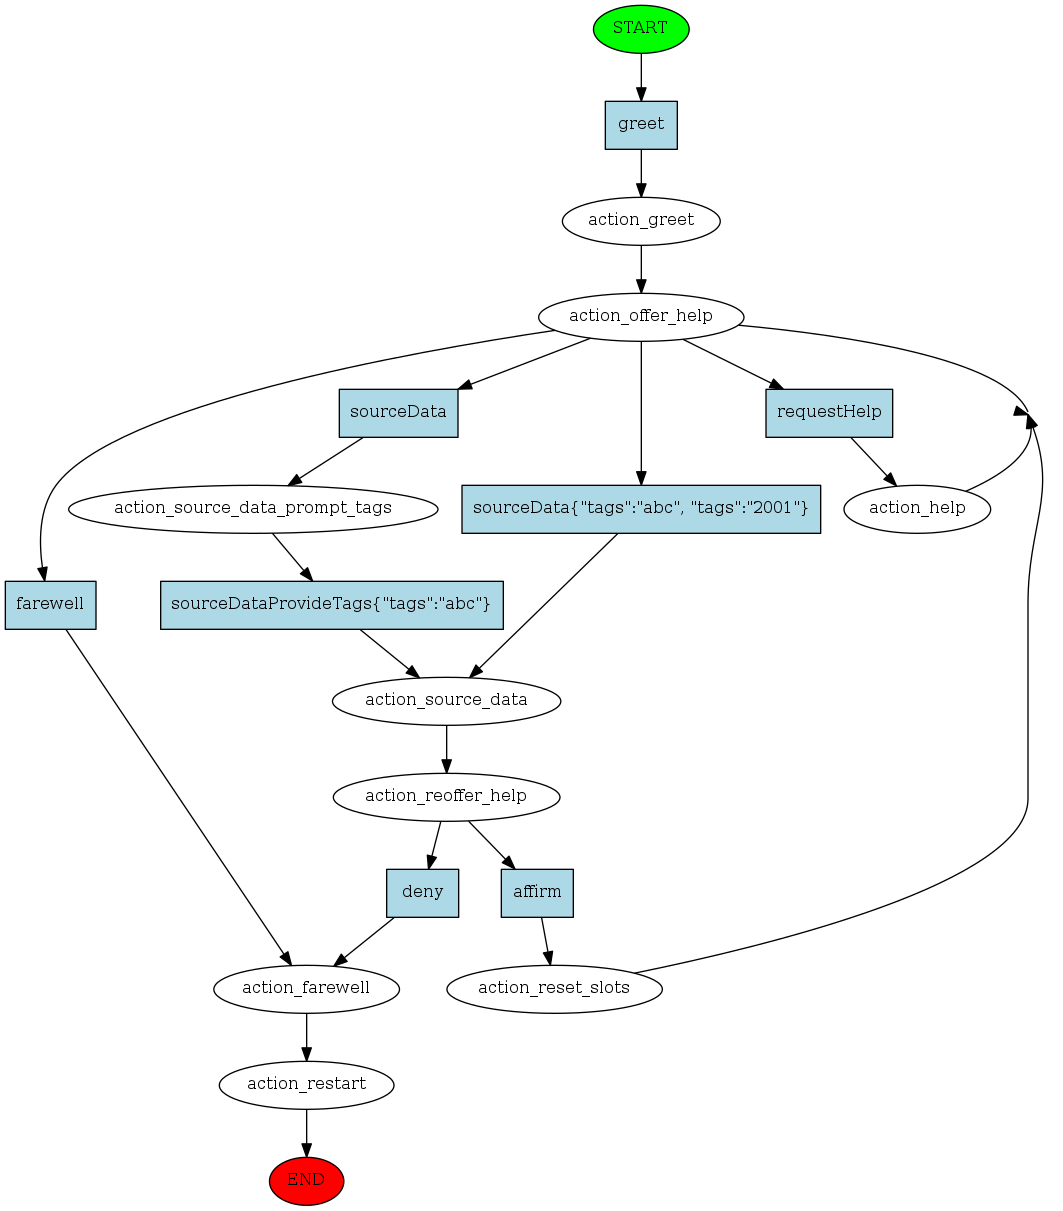 START
greet
action_greet
action_offer_help
sourceData
requestHelp
action_source_data_prompt_tags
sourceData{"tags":"abc", "tags":"2001"}
action_help
farewell
sourceDataProvideTags{"tags":"abc"}
action_source_data
action_reoffer_help
deny
affirm
action_farewell
action_reset_slots
action_restart
END